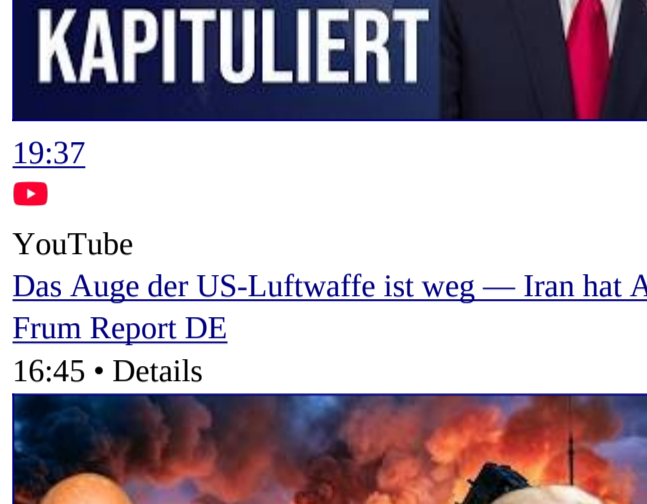 KAPITULIERT
19:37
YouTube
Das Auge der US-Luftwaffe ist weg — Iran hat
Frum Report DE
16:45 • Details